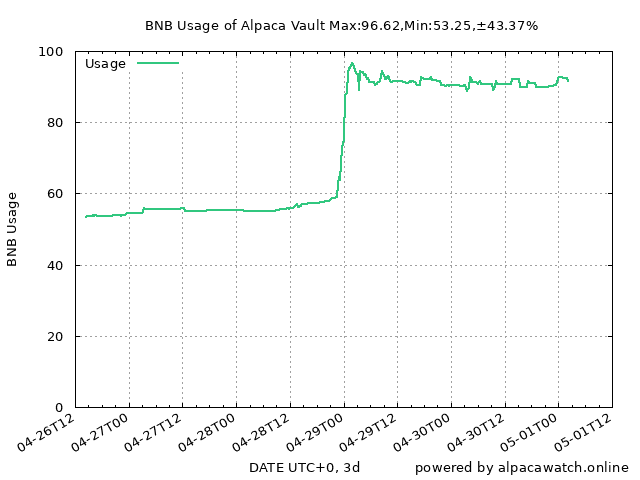 BNB Usage of Alpaca Vault Max:96.62,Min:53.25,±43.37%
Usage
100
80
60
40
20
0
BNB Usage
04-26T12
04-27T00
04-27T12
04-28T00
04-28T12
04-29T00
04-29T12
04-30T00
04-30T12
05-01T00
05-01T12
DATE UTC+0, 3d
powered by alpacawatch.online